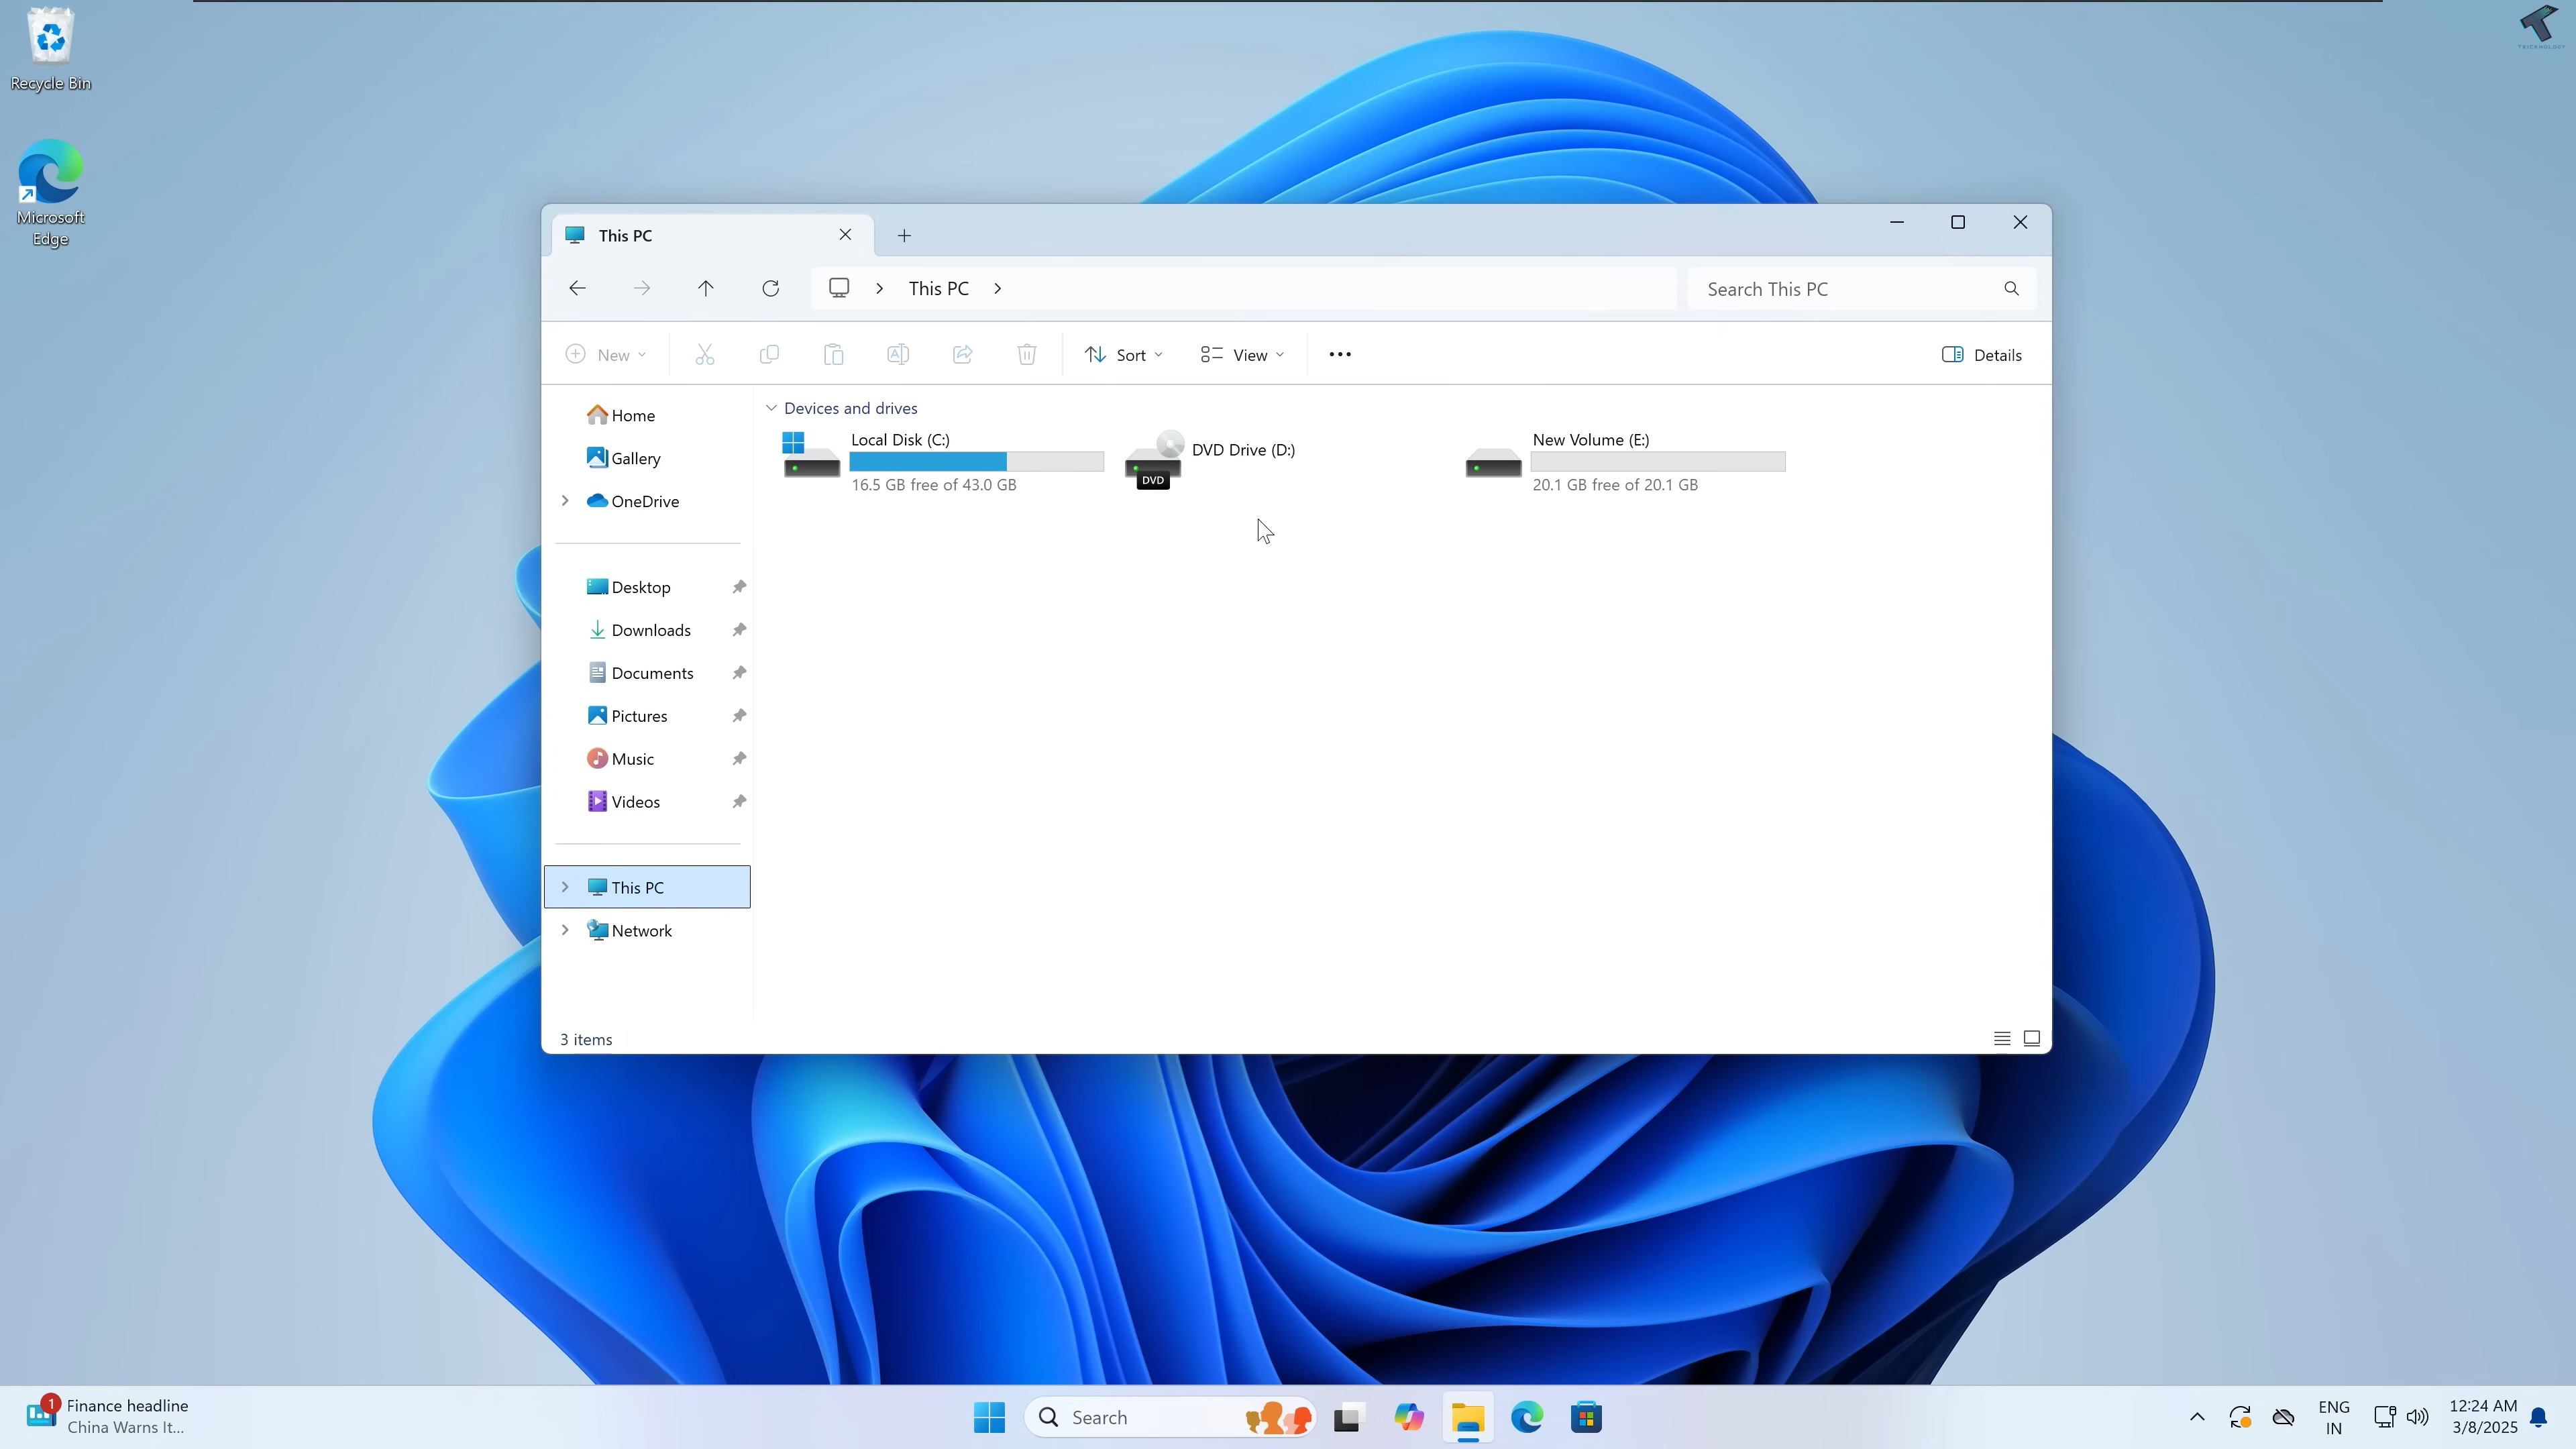 Recycle Bin
Microsoft
Edge
TRICKNOLOGY
This PC
This PC
Search This PC
New
Sort
View
Details
Home
Gallery
OneDrive
Desktop
Downloads
Documents
Pictures
Music
Videos
This PC
Network
Devices and drives
Local Disk (C:)
16.5 GB free of 43.0 GB
DVD
DVD Drive (D:)
New Volume (E:)
20.1 GB free of 20.1 GB
3 items
1
Finance headline
China Warns It...
Search
ENG
IN
12:24 AM
3/8/2025